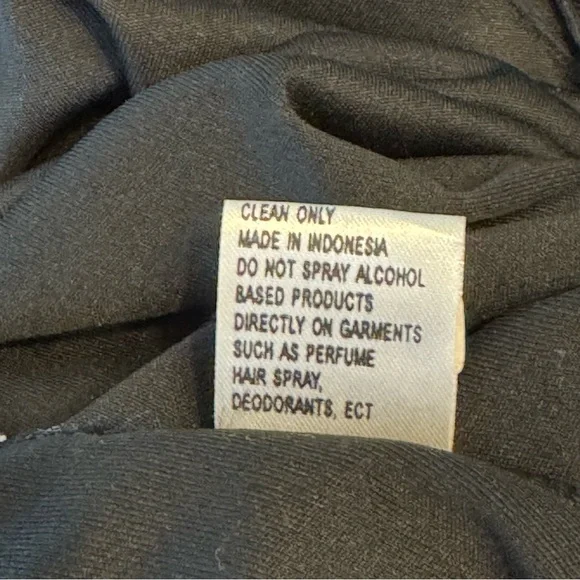 CLEAN ONLY
MADE IN INDONESIA
DO NOT SPRAY ALCOHOL
BASED PRODUCTS
DIRECTLY ON GARMENTS
SUCH AS PERFUME
HAIR SPRAY,
DEODORANTS, ECT